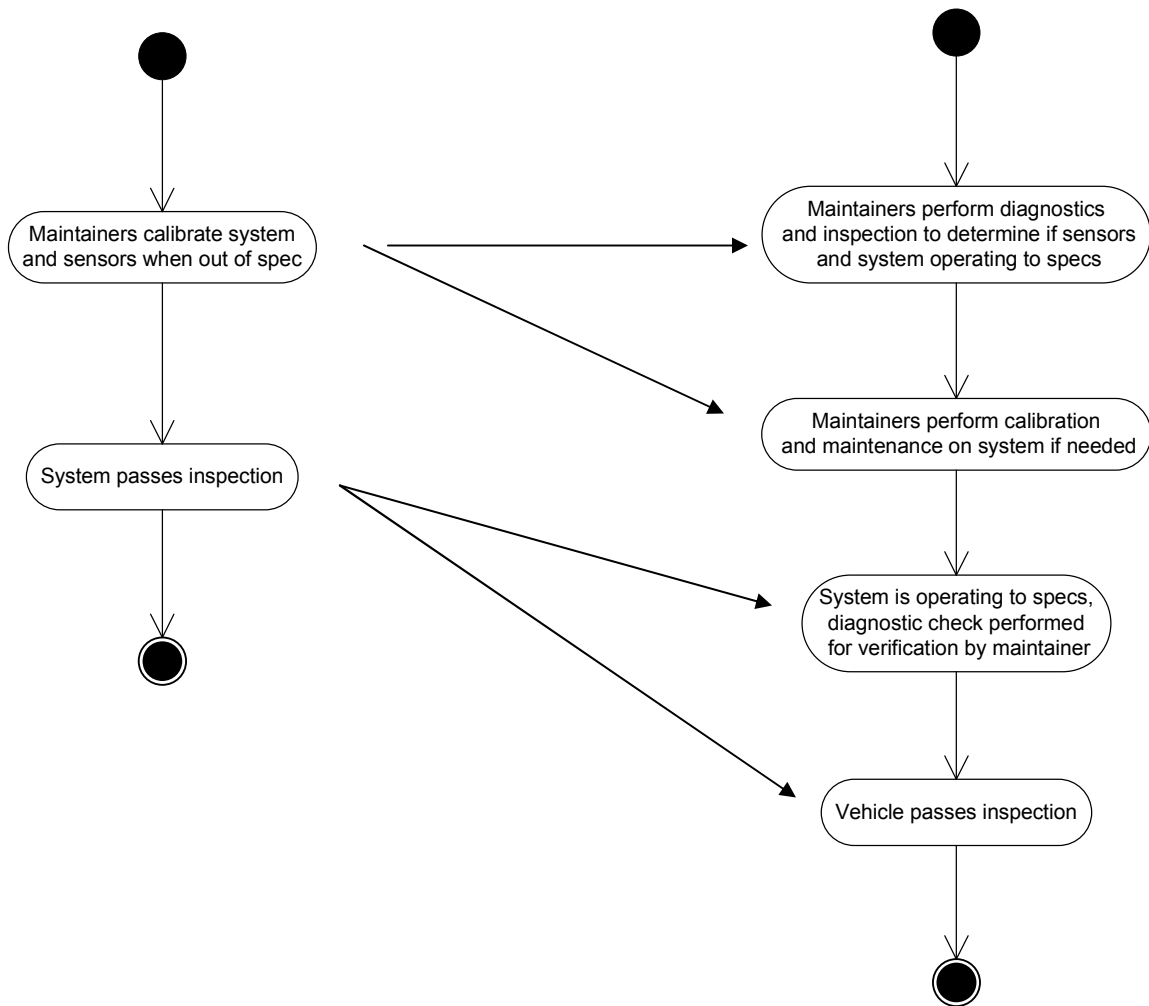 Maintainers calibrate system
and sensors when out of spec
System passes inspection
Maintainers perform diagnostics
and inspection to determine if sensors
and system operating to specs
Maintainers perform calibration
and maintenance on system if needed
System is operating to specs,
diagnostic check performed
for verification by maintainer
Vehicle passes inspection